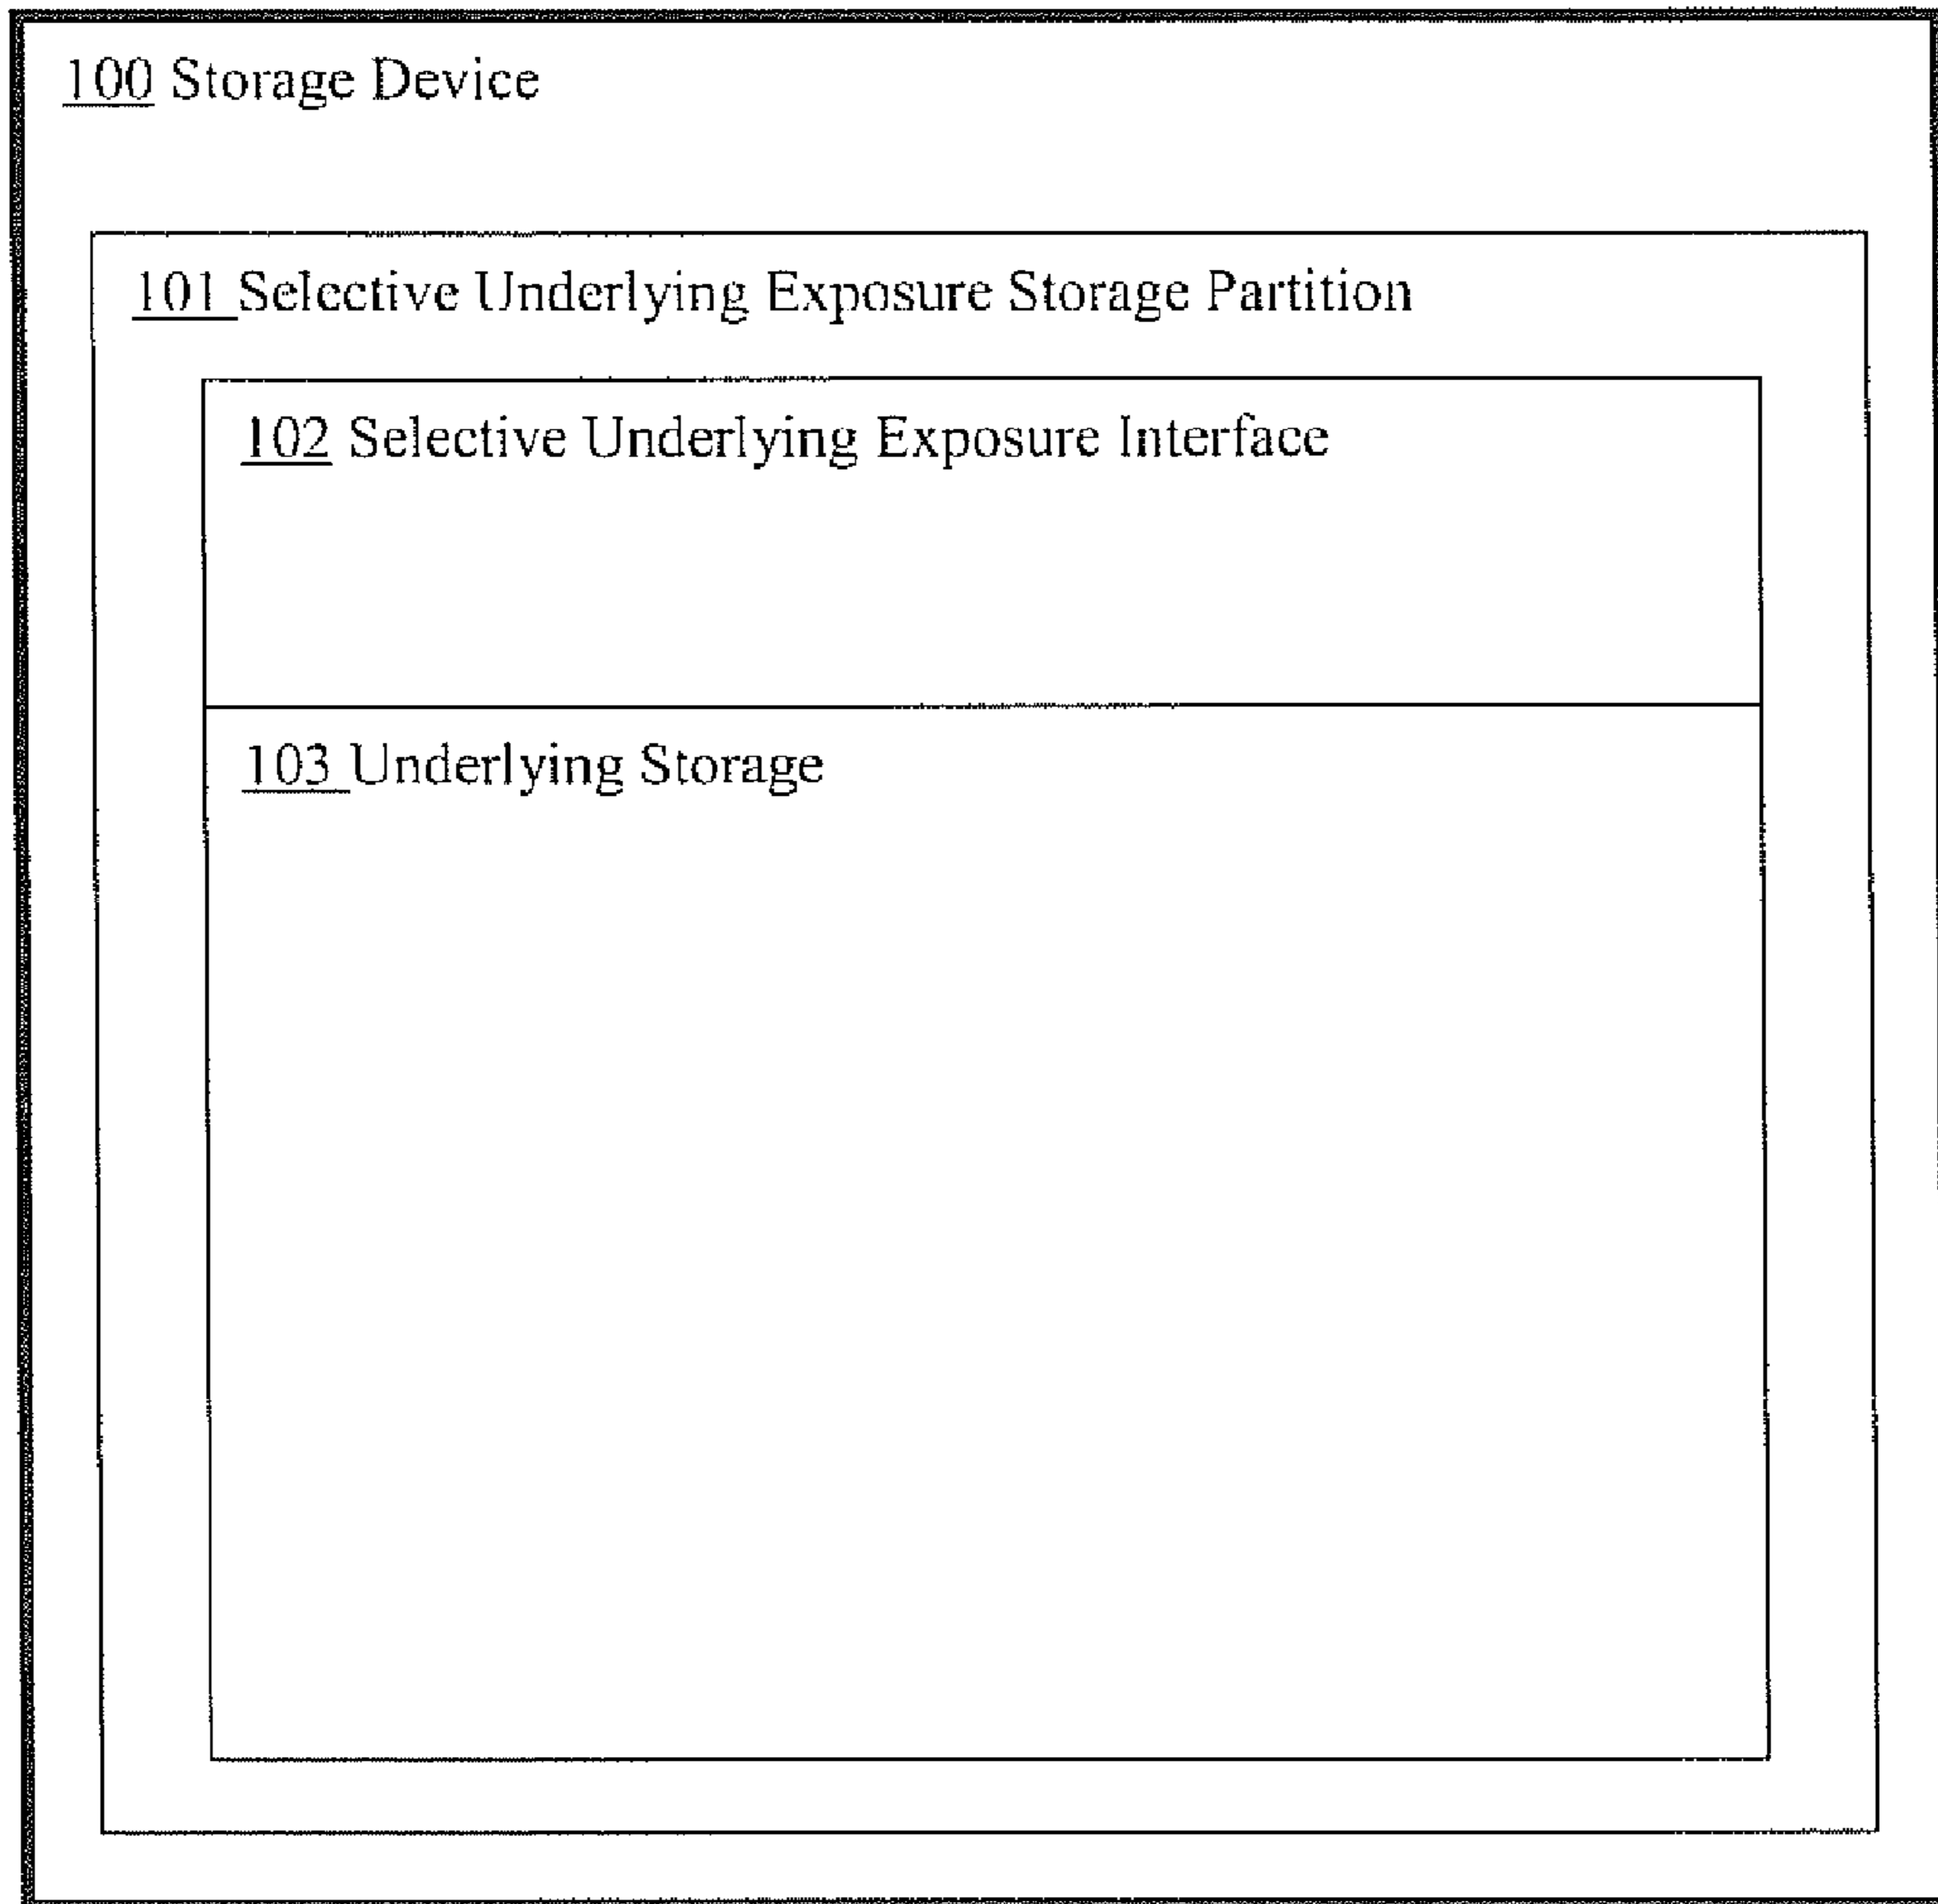 100 Storage Device
101 Selective Underlying Exposure Storage Partition
102 Selective Underlying Exposure Interface
103 Underlying Storage